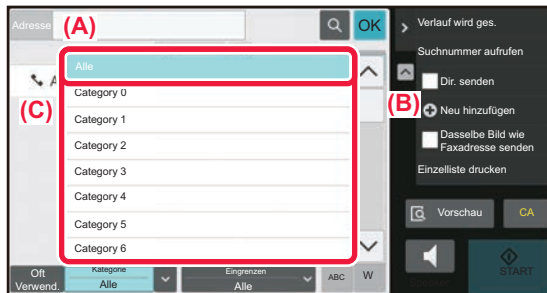 Adresse
(A)
OK
Verlauf wird ges.
Suchnummer aufrufen
Alle
A
Dir. senden
(C)
Category 0
(B)
Neu hinzufügen
Category 1
Category 2
Dasselbe Bild wie
Faxadresse senden
Category 3
Einzelliste drucken
Category 4
Category 5
Vorschau
CA
Category 6
Oft
Verwend.
Kategorie
Alle
Eingrenzen
Alle
ABC
W
START